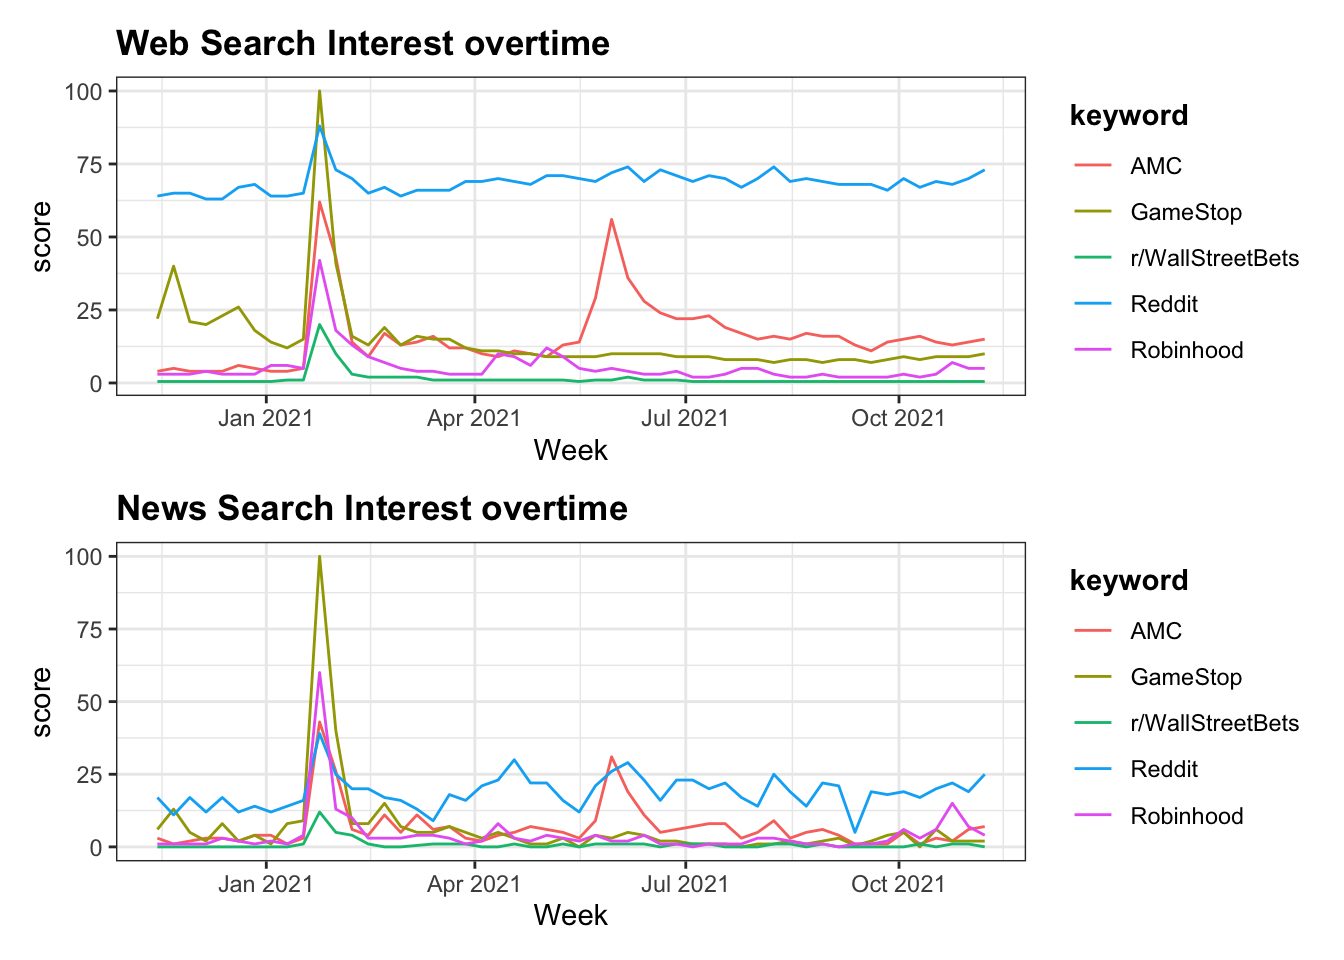 Web Search Interest overtime
100
75
50
25
0
score
Jan 2021
Apr 2021
Jul 2021
Oct 2021
Week
keyword
AMC
GameStop
r/WallStreetBets
Reddit
Robinhood
News Search Interest overtime
100
75
50
25
0
score
Jan 2021
Apr 2021
Jul 2021
Oct 2021
Week
keyword
AMC
GameStop
r/WallStreetBets
Reddit
Robinhood